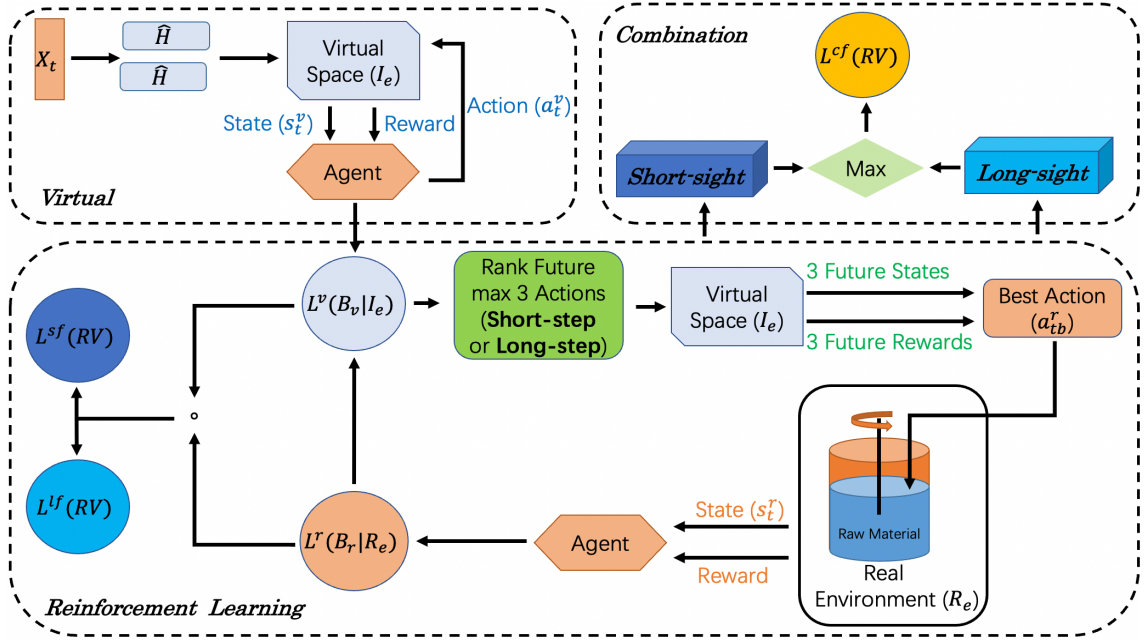 X_t
Ĥ
Ĥ
Virtual
Space (I_e)
State (s_t^v)
Reward
Action (a_t^v)
Agent
Virtual
Combination
L^{cf}(RV)
Short-sight
Max
Long-sight
L^v(B_v|I_e)
Rank Future
max 3 Actions
(Short-step
or Long-step)
Virtual
Space (I_e)
3 Future States
3 Future Rewards
Best Action
(a_{tb}^r)
L^{sf}(RV)
L^{lf}(RV)
L^r(B_r|R_e)
Agent
State (s_t^r)
Reward
Raw Material
Real
Environment (R_e)
Reinforcement Learning